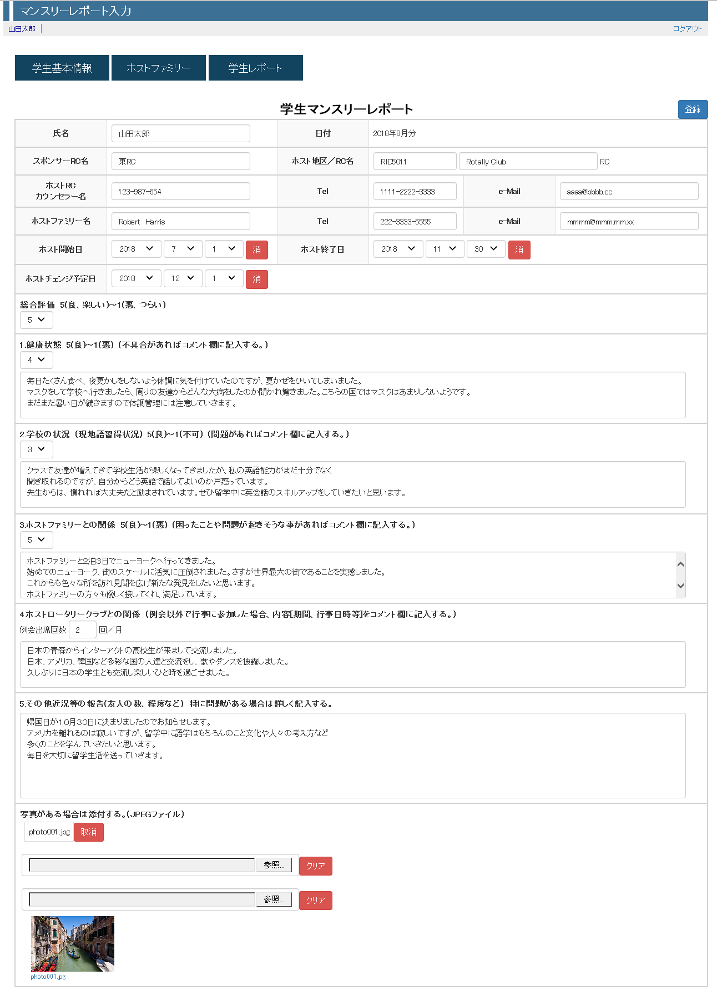 マンスリーレポート入力
山田太郎
ログアウト
学生基本情報 ホストファミリー 学生レポート
学生マンスリーレポート
登録
氏名 山田太郎 日付 2018年8月分
スポンサーRC名 東RC ホスト地区／RC名 RID5011 Rotally Club RC
ホストRC
カウンセラー名 123-987-654 Tel 1111-2222-3333 e-Mail aaaa@bbbb.cc
ホストファミリー名 Robert Harris Tel 222-3333-5555 e-Mail mmmm@mmm.mm.xx
ホスト開始日 2018 7 1 消 ホスト終了日 2018 11 30 消
ホストチェンジ予定日 2018 12 1 消
総合評価 5(良、楽しい)～1(悪、つらい)
5
1.健康状態 5(良)～1(悪) (不具合があればコメント欄に記入する。)
4
毎日たくさん食べ、夜更かしをしないよう体調に気を付けていたのですが、夏かぜをひいてしまいました。
マスクをして学校へ行きましたら、周りの友達からどんな大病をしたのか聞かれ驚きました。こちらの国ではマスクはあまりしないようです。
まだまだ暑い日が続きますので体調管理には注意していきます。
2.学校の状況 (現地語習得状況) 5(良)～1(不可) (問題があればコメント欄に記入する。)
3
クラスで友達が増えてきて学校生活が楽しくなってきましたが、私の英語能力がまだ十分でなく
聞き取れるのですが、自分からどう英語で話してよいのか戸惑っています。
先生からは、慣れれば大丈夫だと励まされています。ぜひ留学中に英会話のスキルアップをしていきたいと思います。
3.ホストファミリーとの関係 5(良)～1(悪) (困ったことや問題が起きそうな事があればコメント欄に記入する。)
5
ホストファミリーと2泊3日でニューヨークへ行ってきました。
始めてのニューヨーク、街のスケールに活気に圧倒されました。さすが世界最大の街であることを実感しました。
これからも色々な所を訪れ見聞を広げ新たな発見をしたいと思います。
ホストファミリーの方々も優しく接してくれ、満足しています。
4.ホストロータリークラブとの関係 (例会以外で行事に参加した場合、内容[期間、行事日時等]をコメント欄に記入する。)
例会出席回数 2 回／月
日本の青森からインターアクトの高校生が来まして交流しました。
日本、アメリカ、韓国など多彩な国の人達と交流をし、歌やダンスを披露しました。
久しぶりに日本の学生とも交流し楽しいひと時を過ごせました。
5.その他近況等の報告(友人の数、程度など) 特に問題がある場合は詳しく記入する。
帰国日が10月30日に決まりましたのでお知らせします。
アメリカを離れるのは寂しいですが、留学中に語学はもちろんのこと文化や人々の考え方など
多くのことを学んでいきたいと思います。
毎日を大切に留学生活を送っていきます。
写真がある場合は添付する。(JPEGファイル)
photo001.jpg 取消
参照... クリア
参照... クリア
photo001.jpg